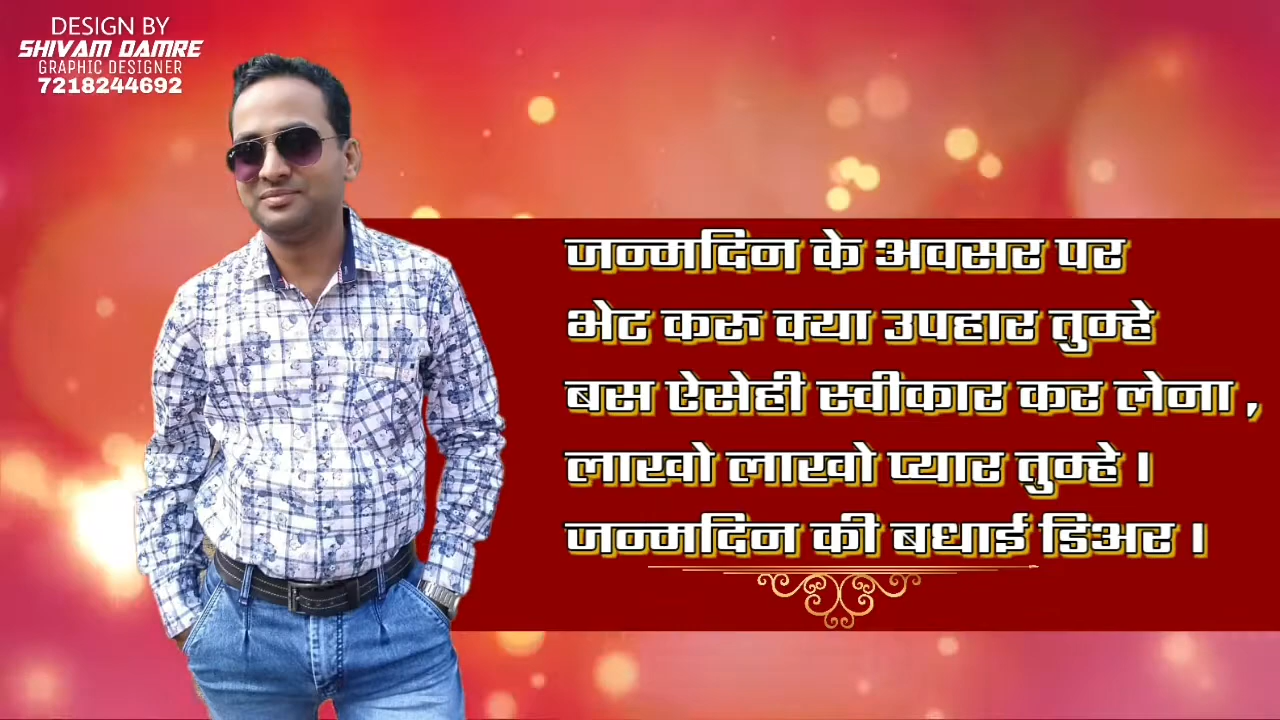 DESIGN BY
SHIVAM DAMRE
GRAPHIC DESIGNER
7218244692
जन्मदिन के अवसर पर
भेट करु क्या उपहार तुम्हे
बस ऐसेही स्वीकार कर लेना ,
लाखो लाखो प्यार तुम्हे ।
जन्मदिन की बधाई डिअर ।